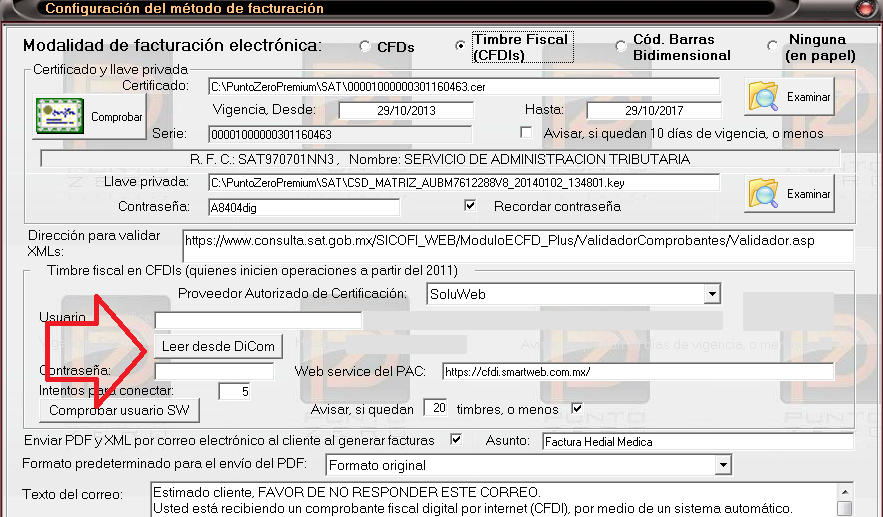 Configuración del método de facturación
Modalidad de facturación electrónica: CFDs Timbre Fiscal (CFDIs) Cód. Barras Bidimensional Ninguna (en papel)
Certificado y llave privada
Certificado: C:\PuntoZeroPremium\SAT\00001000000301160463.cer Examinar
Comprobar
Vigencia, Desde: 29/10/2013 Hasta: 29/10/2017
Serie: 00001000000301160463 Avisar, si quedan 10 días de vigencia, o menos
R. F. C.: SAT970701NN3 , Nombre: SERVICIO DE ADMINISTRACION TRIBUTARIA
Llave privada: C:\PuntoZeroPremium\SAT\CSD_MATRIZ_AUBM7612288V8_20140102_134801.key Examinar
Contraseña: A8404dig Recordar contraseña
Dirección para validar XMLs: https://www.consulta.sat.gob.mx/SICOFI_WEB/ModuloECFD_Plus/ValidadorComprobantes/Validador.asp
Timbre fiscal en CFDIs (quienes inicien operaciones a partir del 2011)
Proveedor Autorizado de Certificación: SoluWeb
Usuario
Leer desde DiCom
Contraseña: Web service del PAC: https://cfdi.smartweb.com.mx/
Intentos para conectar: 5
Comprobar usuario SW Avisar, si quedan 20 timbres, o menos
Enviar PDF y XML por correo electrónico al cliente al generar facturas Asunto: Factura Hedial Medica
Formato predeterminado para el envío del PDF: Formato original
Texto del correo: Estimado cliente, FAVOR DE NO RESPONDER ESTE CORREO.
Usted está recibiendo un comprobante fiscal digital por internet (CFDI), por medio de un sistema automático.